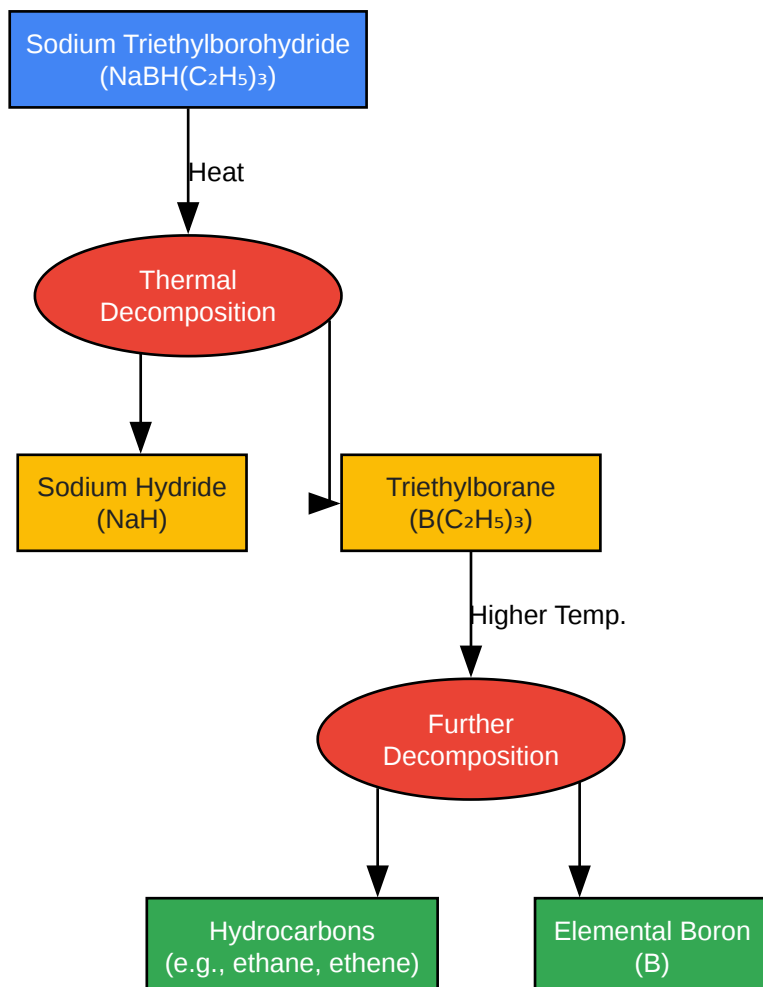 Sodium Triethylborohydride
(NaBH(C₂H₅)₃)
Heat
Thermal
Decomposition
Sodium Hydride
(NaH)
Triethylborane
(B(C₂H₅)₃)
Higher Temp.
Further
Decomposition
Hydrocarbons
(e.g., ethane, ethene)
Elemental Boron
(B)